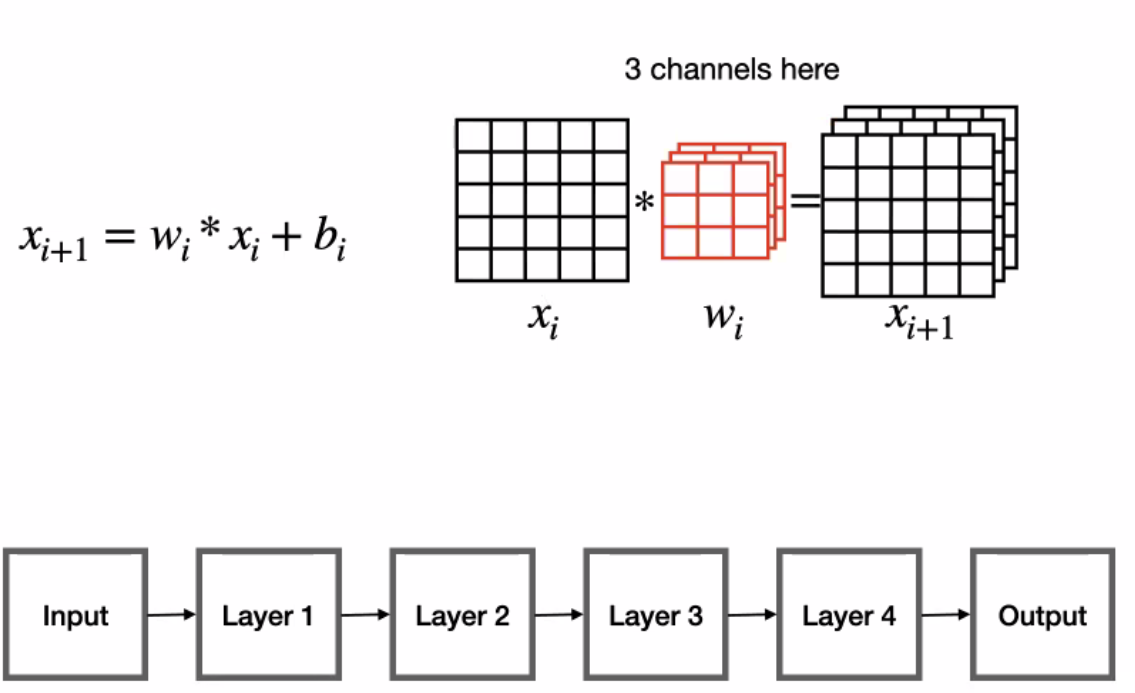 3 channels here
x_{i+1} = w_i * x_i + b_i
* =
x_i w_i x_{i+1}
Input Layer 1 Layer 2 Layer 3 Layer 4 Output